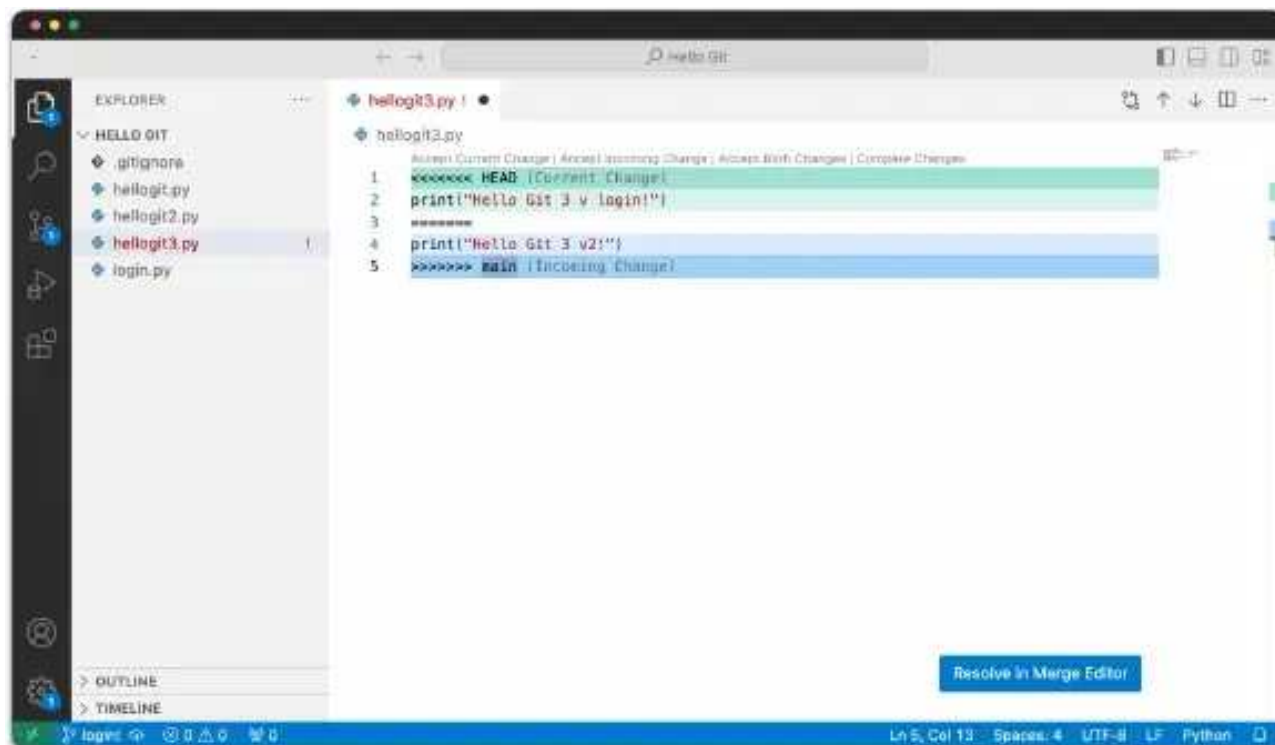 Hello Git
EXPLORER
hellogit3.py !
HELLO GIT
hellogit3.py
.gitignore
hellogit.py
hellogit2.py
hellogit3.py !
login.py
Accept Current Change | Accept Incoming Change | Accept Both Changes | Compare Changes
1 <<<<<<< HEAD (Current Change)
2 print("Hello Git 3 v login!")
3 =======
4 print("Hello Git 3 v2!")
5 >>>>>>> main (Incoming Change)
Resolve in Merge Editor
OUTLINE
TIMELINE
0 0 0 Ln 5, Col 13 Spaces: 4 UTF-8 LF Python